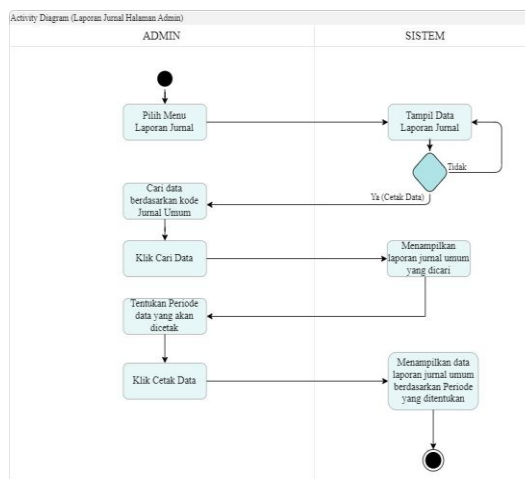 Activity Diagram (Laporan Jurnal Halaman Admin)
ADMIN
SISTEM
Pilih Menu
Laporan Jurnal
Tampil Data
Laporan Jurnal
Tidak
Ya (Cetak Data)
Cari data
berdasarkan kode
Jurnal Umum
Klik Cari Data
Menampilkan
laporan jurnal umum
yang dicari
Tentukan Periode
data yang akan
dicetak
Klik Cetak Data
Menampilkan data
laporan jurnal umum
berdasarkan Periode
yang ditentukan